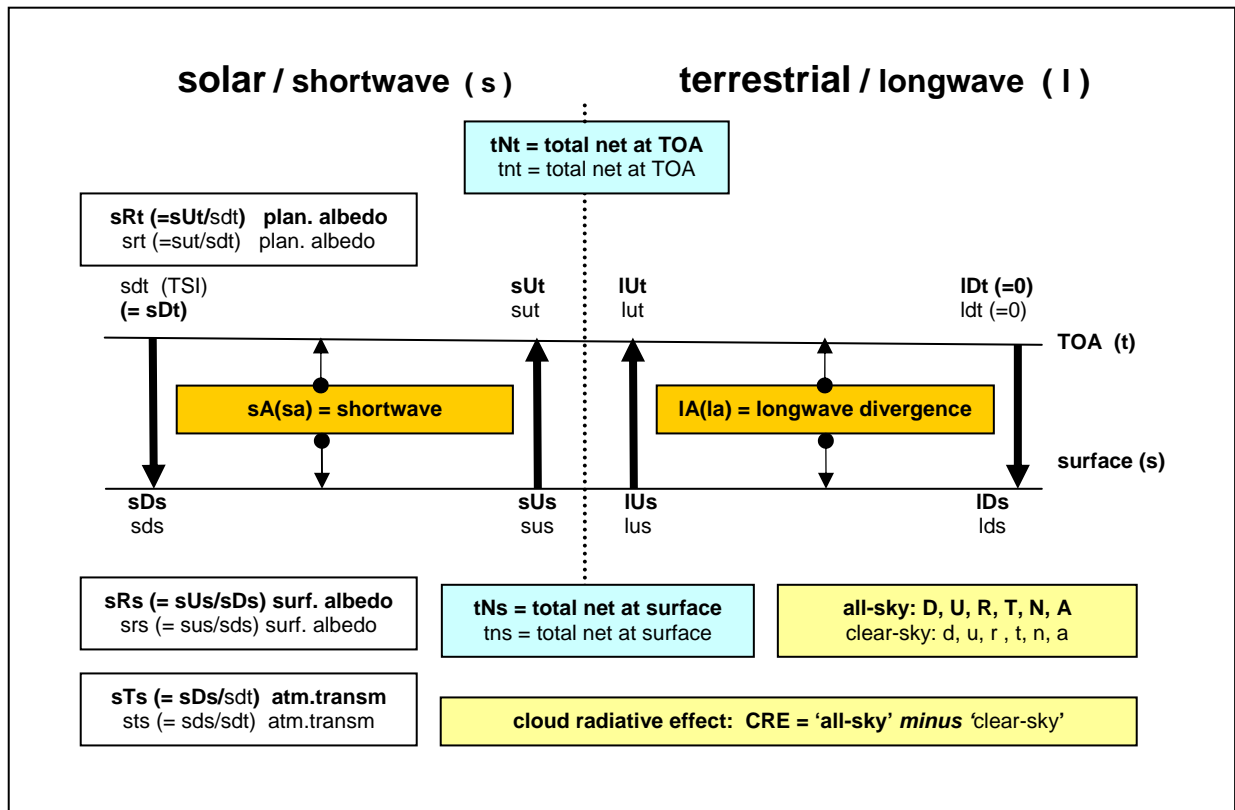 solar / shortwave ( s )
terrestrial / longwave ( l )
tNt = total net at TOA
tnt = total net at TOA
sRt (=sUt/sdt) plan. albedo
srt (=sut/sdt) plan. albedo
sdt (TSI)
(= sDt)
sUt
sut
lUt
lut
lDt (=0)
ldt (=0)
TOA (t)
sA(sa) = shortwave
lA(la) = longwave divergence
surface (s)
sDs
sds
sUs
sus
lUs
lus
lDs
lds
sRs (= sUs/sDs) surf. albedo
srs (= sus/sds) surf. albedo
tNs = total net at surface
tns = total net at surface
all-sky: D, U, R, T, N, A
clear-sky: d, u, r , t, n, a
sTs (= sDs/sdt) atm.transm
sts (= sds/sdt) atm.transm
cloud radiative effect: CRE = ‘all-sky’ minus ‘clear-sky’